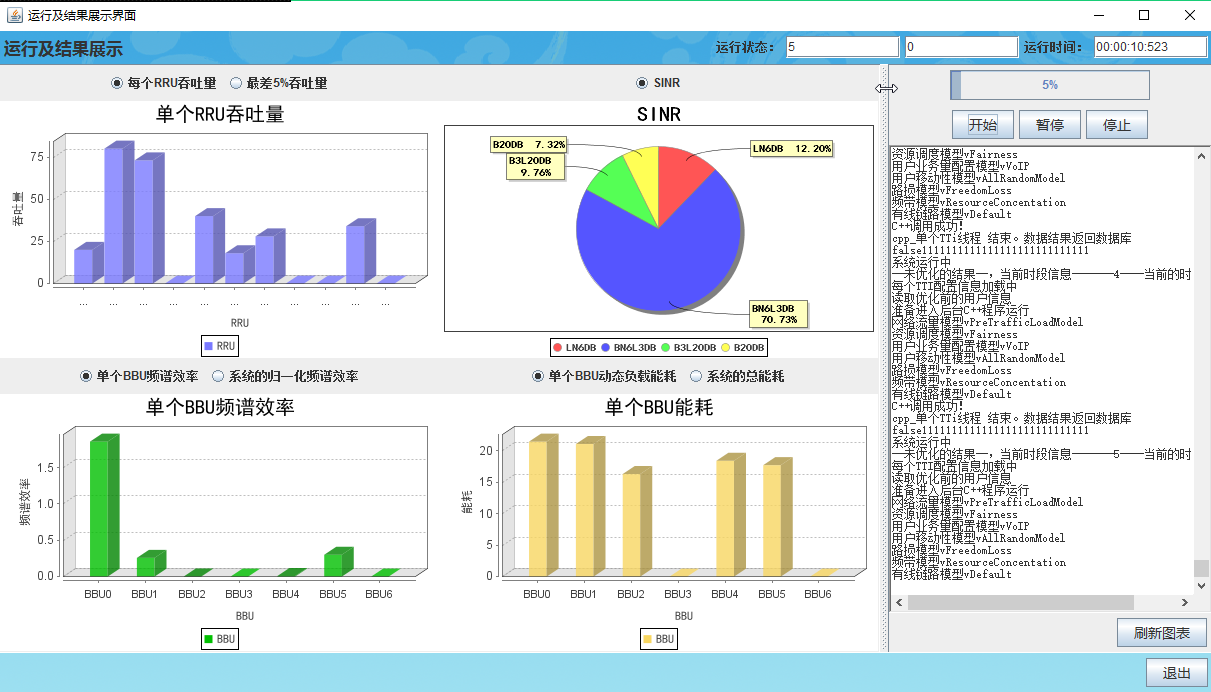 运行及结果展示界面
运行及结果展示
运行状态： 5 0 运行时间： 00:00:10:523
每个RRU吞吐量 最差5%吞吐量
单个RRU吞吐量
吞吐量
75
50
25
0
... ... ... ... ... ... ... ... ... ... ...
RRU
RRU
SINR
SINR
B20DB 7.32%
B3L20DB
9.76%
LN6DB 12.20%
BN6L3DB
70.73%
LN6DB BN6L3DB B3L20DB B20DB
单个BBU频谱效率 系统的归一化频谱效率
单个BBU频谱效率
频谱效率
1.5
1.0
0.5
0.0
BBU0 BBU1 BBU2 BBU3 BBU4 BBU5 BBU6
BBU
BBU
单个BBU动态负载能耗 系统的总能耗
单个BBU能耗
能耗
20
15
10
5
0
BBU0 BBU1 BBU2 BBU3 BBU4 BBU5 BBU6
BBU
BBU
5%
开始 暂停 停止
资源调度模型vFairness
用户业务量配置模型vVoIP
用户移动性模型vAllRandomModel
路损模型vFreedomLoss
频带模型vResourceConcentation
有线链路模型vDefault
C++调用成功!
cpp_单个TTi线程 结束。数据结果返回数据库
false1111111111111111111111111111
系统运行中
——未优化的结果——，当前时段信息————4————当前的时
每个TTI配置信息加载中
读取优化前的用户信息
准备进入后台C++程序运行
网络流里模型vPreTrafficLoadModel
资源调度模型vFairness
用户业务量配置模型vVoIP
用户移动性模型vAllRandomModel
路损模型vFreedomLoss
频带模型vResourceConcentation
有线链路模型vDefault
C++调用成功!
cpp_单个TTi线程 结束。数据结果返回数据库
false1111111111111111111111111111
系统运行中
——未优化的结果——，当前时段信息————5————当前的时
每个TTI配置信息加载中
读取优化前的用户信息
准备进入后台C++程序运行
网络流里模型vPreTrafficLoadModel
资源调度模型vFairness
用户业务量配置模型vVoIP
用户移动性模型vAllRandomModel
路损模型vFreedomLoss
频带模型vResourceConcentation
有线链路模型vDefault
刷新图表
退出